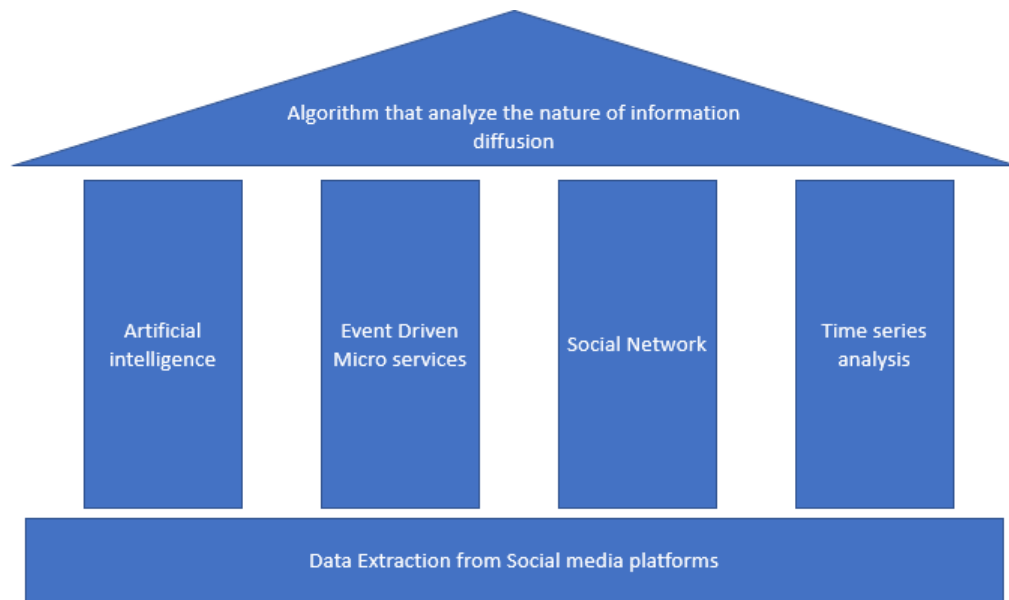 Algorithm that analyze the nature of information
diffusion
Artificial
intelligence
Event Driven
Micro services
Social Network
Time series
analysis
Data Extraction from Social media platforms